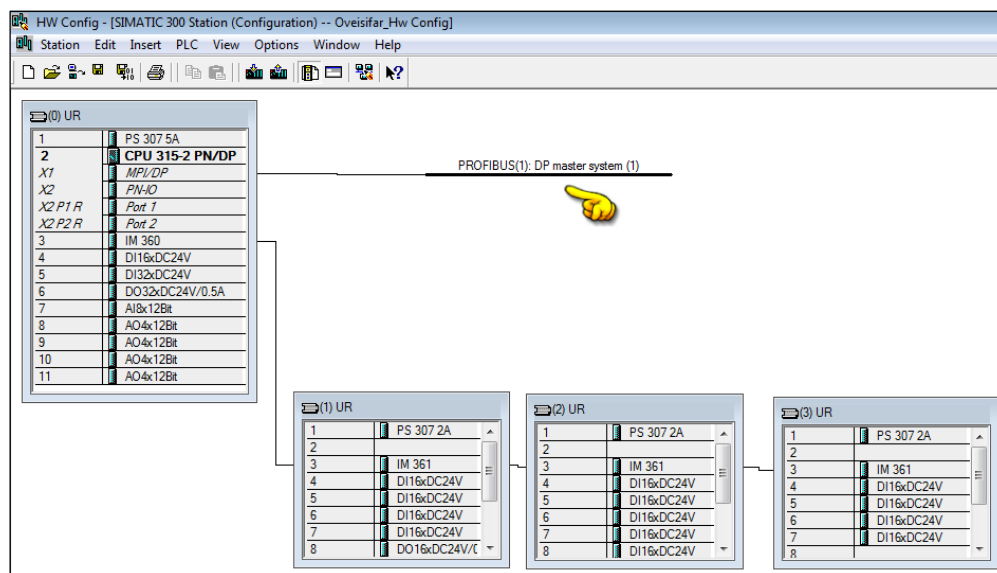 HW Config - [SIMATIC 300 Station (Configuration) -- Oveisifar_Hw Config]
Station Edit Insert PLC View Options Window Help
(0) UR
1 PS 307 5A
2 CPU 315-2 PN/DP
X1 MPI/DP
X2 PN-IO
X2 P1 R Port 1
X2 P2 R Port 2
3 IM 360
4 DI16xDC24V
5 DI32xDC24V
6 DO32xDC24V/0.5A
7 AI8x12Bit
8 AO4x12Bit
9 AO4x12Bit
10 AO4x12Bit
11 AO4x12Bit
PROFIBUS(1): DP master system (1)
(1) UR
1 PS 307 2A
2
3 IM 361
4 DI16xDC24V
5 DI16xDC24V
6 DI16xDC24V
7 DI16xDC24V
8 DO16xDC24V/(
(2) UR
1 PS 307 2A
2
3 IM 361
4 DI16xDC24V
5 DI16xDC24V
6 DI16xDC24V
7 DI16xDC24V
8 DI16xDC24V
(3) UR
1 PS 307 2A
2
3 IM 361
4 DI16xDC24V
5 DI16xDC24V
6 DI16xDC24V
7 DI16xDC24V
8